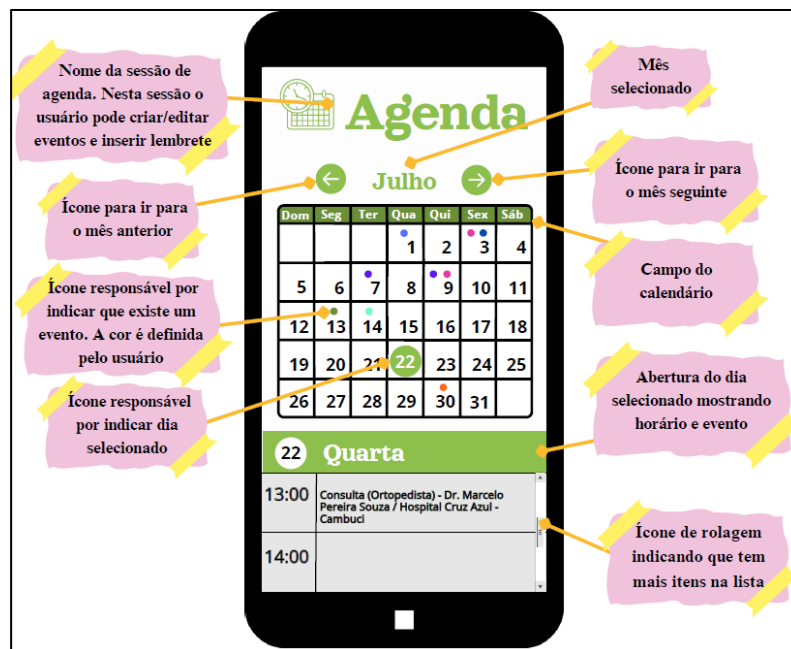 Nome da sessão de
agenda. Nesta sessão o
usuário pode criar/editar
eventos e inserir lembrete
Mês
selecionado
Agenda
Ícone para ir para
o mês anterior
Julho
Ícone para ir para
o mês seguinte
Dom Seg Ter Qua Qui Sex Sáb
1 2 3 4
5 6 7 8 9 10 11
12 13 14 15 16 17 18
19 20 21 22 23 24 25
26 27 28 29 30 31
Ícone responsável por
indicar que existe um
evento. A cor é definida
pelo usuário
Campo do
calendário
Ícone responsável
por indicar dia
selecionado
Abertura do dia
selecionado mostrando
horário e evento
22 Quarta
13:00 Consulta (Ortopedista) - Dr. Marcelo
Pereira Souza / Hospital Cruz Azul -
Cambuci
14:00
Ícone de rolagem
indicando que tem
mais itens na lista